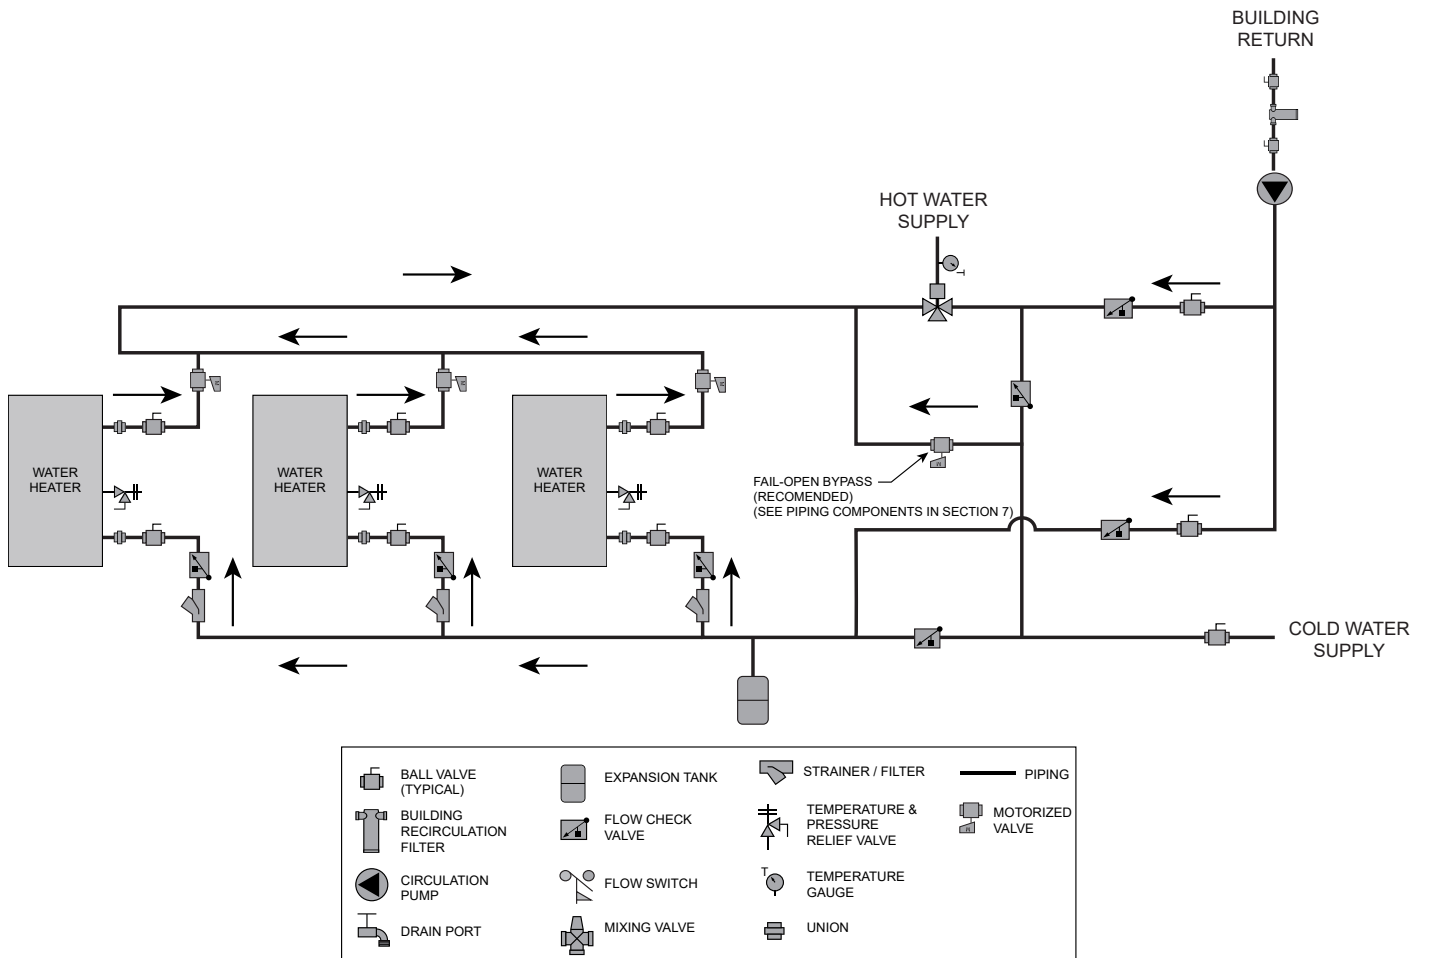 BUILDING
RETURN
HOT WATER
SUPPLY
WATER
HEATER
WATER
HEATER
WATER
HEATER
FAIL-OPEN BYPASS
(RECOMENDED)
(SEE PIPING COMPONENTS IN SECTION 7)
COLD WATER
SUPPLY
BALL VALVE
(TYPICAL)
BUILDING
RECIRCULATION
FILTER
CIRCULATION
PUMP
DRAIN PORT
EXPANSION TANK
FLOW CHECK
VALVE
FLOW SWITCH
MIXING VALVE
STRAINER / FILTER
TEMPERATURE &
PRESSURE
RELIEF VALVE
T
TEMPERATURE
GAUGE
UNION
PIPING
MOTORIZED
VALVE